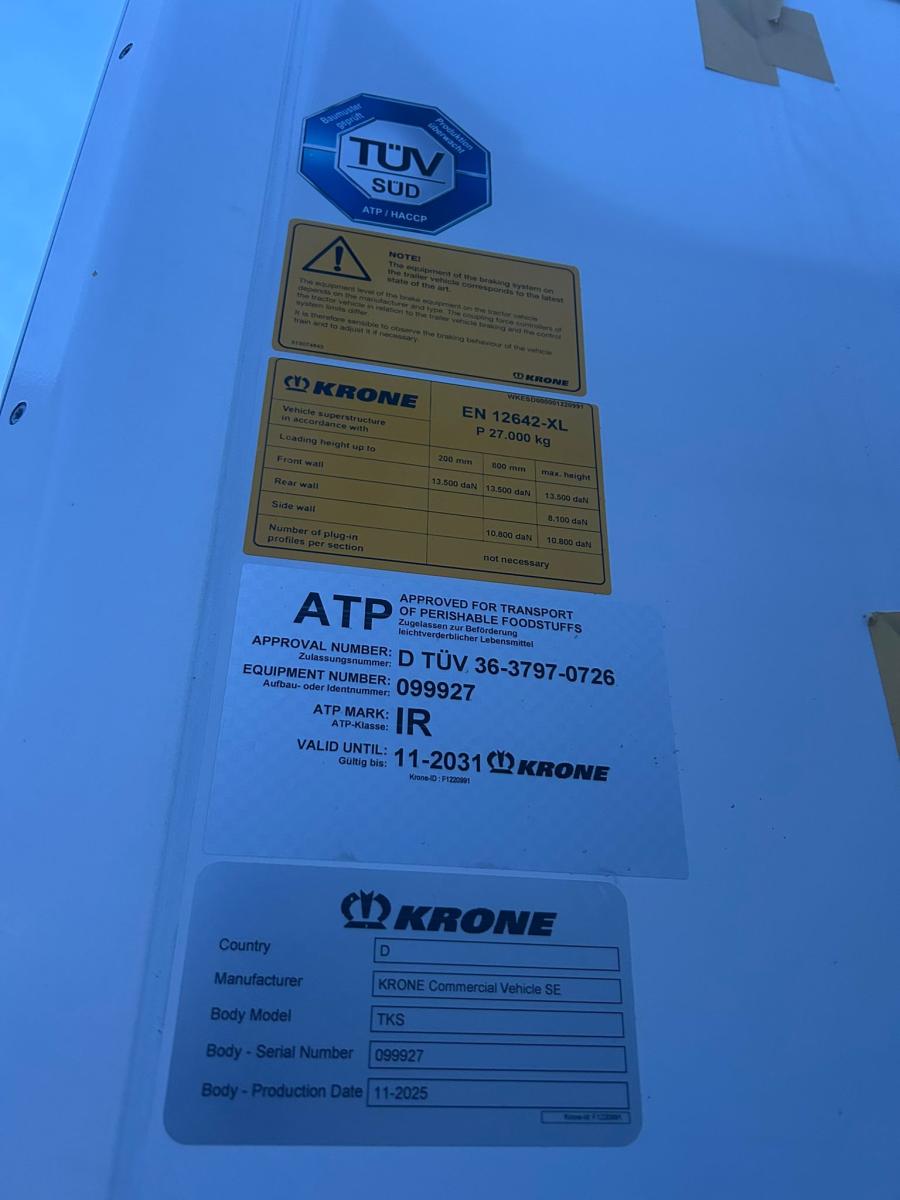 Baumuster
geprüft
Produktion
überwacht
TÜV
SÜD
ATP / HACCP
NOTE!
The equipment of the braking system on
the trailer vehicle corresponds to the latest
state of the art.
The equipment level of the brake equipment on the tractor vehicle
depends on the manufacturer and type. The coupling force controllers of
the tractor vehicle in relation to the trailer vehicle braking and the control
system limits differ.
It is therefore sensible to observe the braking behaviour of the vehicle
train and to adjust it if necessary.
KRONE
KRONE
WKESD000001220991
Vehicle superstructure
in accordance with
EN 12642-XL
P 27.000 kg
Loading height up to 200 mm 800 mm max. height
Front wall 13.500 daN 13.500 daN 13.500 daN
Rear wall 8.100 daN
Side wall 10.800 daN 10.800 daN
Number of plug-in
profiles per section
not necessary
ATP APPROVED FOR TRANSPORT
OF PERISHABLE FOODSTUFFS
Zugelassen zur Beförderung
leichtverderblicher Lebensmittel
APPROVAL NUMBER: D TÜV 36-3797-0726
Zulassungsnummer:
EQUIPMENT NUMBER: 099927
Aufbau- oder Identnummer:
ATP MARK: IR
ATP-Klasse:
VALID UNTIL: 11-2031 KRONE
Gültig bis:
Krone-ID : F1220991
KRONE
Country D
Manufacturer KRONE Commercial Vehicle SE
Body Model TKS
Body - Serial Number 099927
Body - Production Date 11-2025
Krone-Id: F1220991